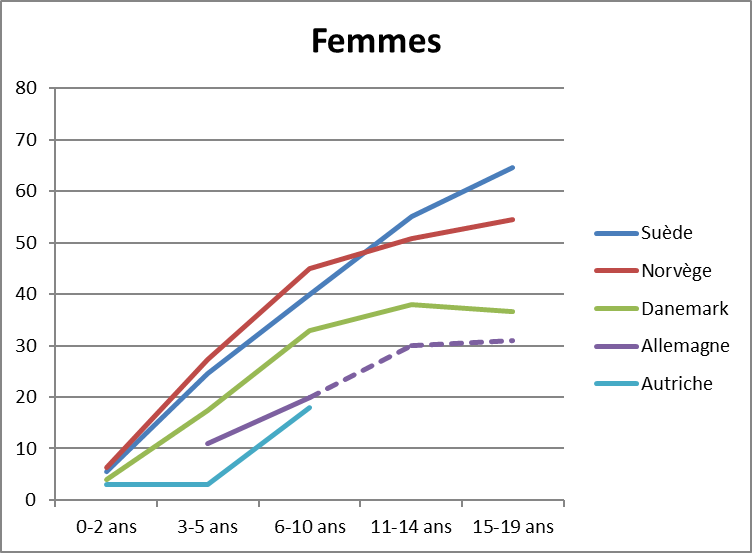 Femmes
80
70
60
50
40
30
20
10
0
0-2 ans
3-5 ans
6-10 ans
11-14 ans
15-19 ans
Suède
Norvège
Danemark
Allemagne
Autriche